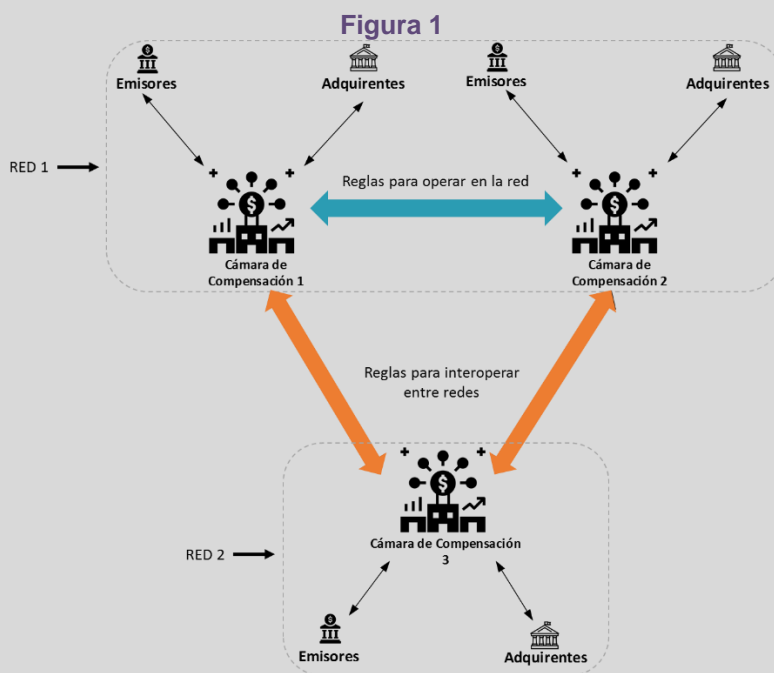 Figura 1
Emisores
Adquirentes
Emisores
Adquirentes
RED 1
Reglas para operar en la red
Cámara de
Compensación 1
Cámara de
Compensación 2
Reglas para interoperar
entre redes
RED 2
Cámara de Compensación
3
Emisores
Adquirentes